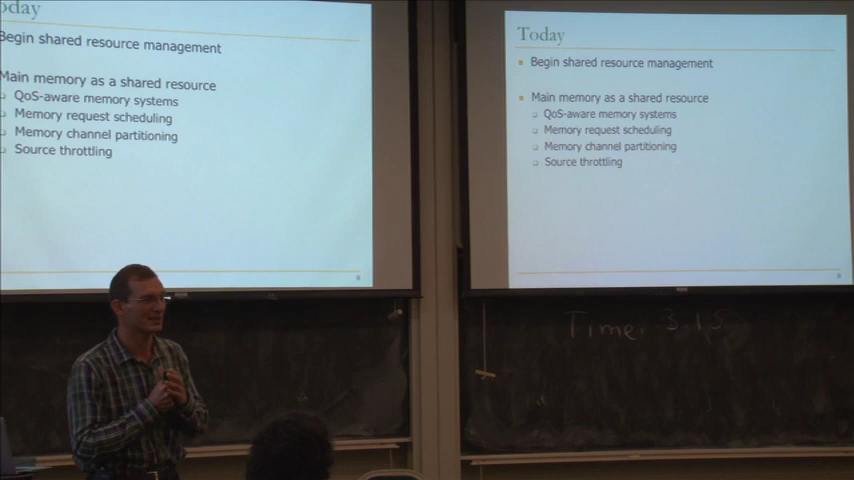 oday
Begin shared resource management
Main memory as a shared resource
QoS-aware memory systems
Memory request scheduling
Memory channel partitioning
Source throttling
8
Today
Begin shared resource management
Main memory as a shared resource
QoS-aware memory systems
Memory request scheduling
Memory channel partitioning
Source throttling
8
Time: 3.15